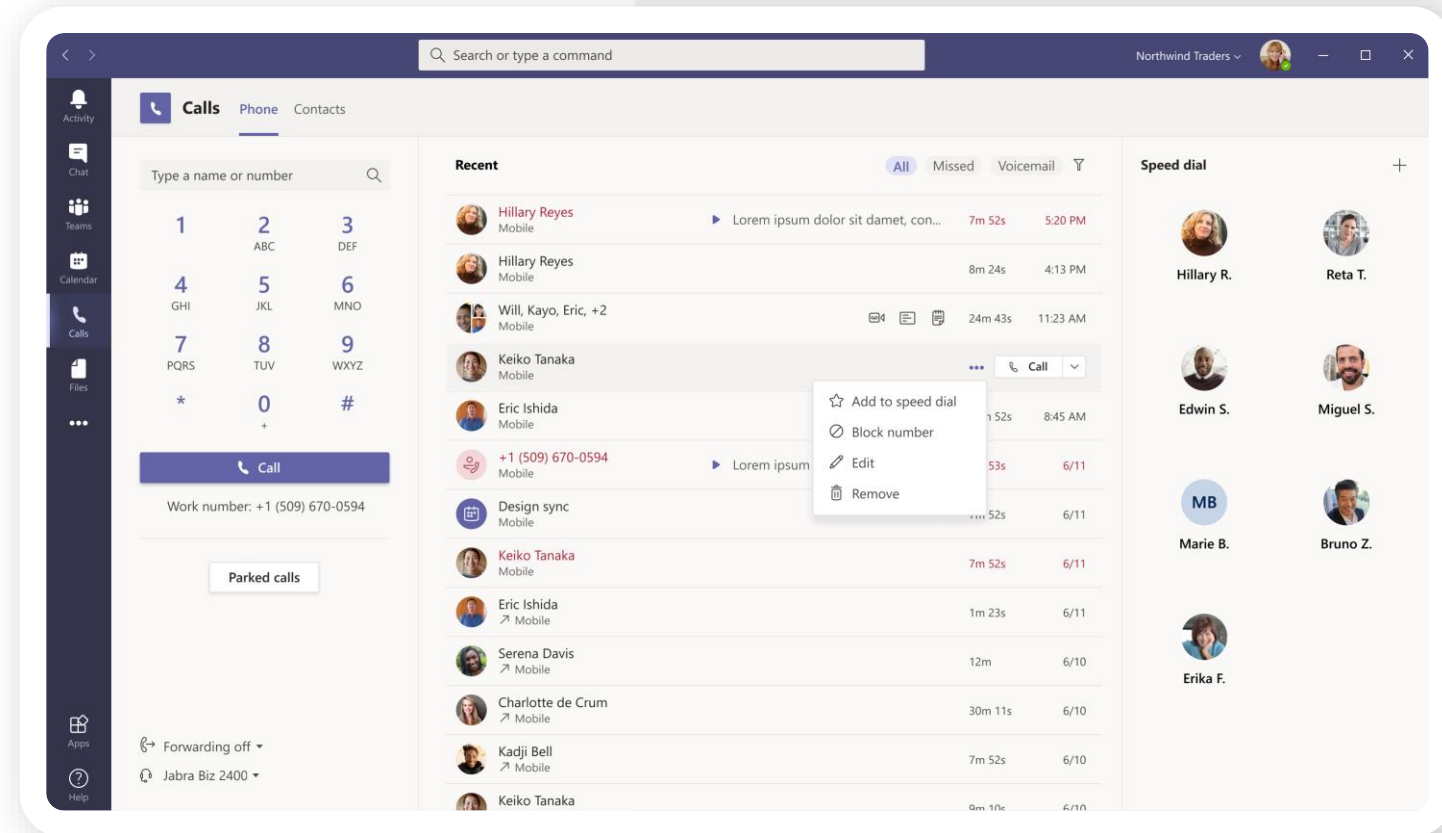 Search or type a command
Northwind Traders
Activity
Chat
Teams
Calendar
Calls
Files
Apps
Help
Calls Phone Contacts
Type a name or number
1 2 3
ABC DEF
4 5 6
GHI JKL MNO
7 8 9
PQRS TUV WXYZ
* 0 #
+
Call
Work number: +1 (509) 670-0594
Parked calls
Forwarding off
Jabra Biz 2400
Recent All Missed Voicemail
Hillary Reyes
Mobile
Lorem ipsum dolor sit damet, con... 7m 52s 5:20 PM
Hillary Reyes
Mobile
8m 24s 4:13 PM
Will, Kayo, Eric, +2
Mobile
24m 43s 11:23 AM
Keiko Tanaka
Mobile
Call
Add to speed dial
Block number
Edit
Remove
Eric Ishida
Mobile
52s 8:45 AM
+1 (509) 670-0594
Mobile
Lorem ipsum 53s 6/11
Design sync
Mobile
52s 6/11
Keiko Tanaka
Mobile
7m 52s 6/11
Eric Ishida
Mobile
1m 23s 6/11
Serena Davis
Mobile
12m 6/10
Charlotte de Crum
Mobile
30m 11s 6/10
Kadji Bell
Mobile
7m 52s 6/10
Keiko Tanaka
9m 10s 6/10
Speed dial
Hillary R. Reta T.
Edwin S. Miguel S.
MB
Marie B. Bruno Z.
Erika F.